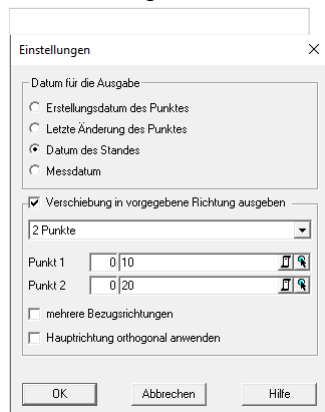 Einstellungen
Datum für die Ausgabe
Erstellungsdatum des Punktes
Letzte Änderung des Punktes
Datum des Standes
Messdatum
Verschiebung in vorgegebene Richtung ausgeben
2 Punkte
Punkt 1 0 10
Punkt 2 0 20
mehrere Bezugsrichtungen
Hauptrichtung orthogonal anwenden
OK Abbrechen Hilfe